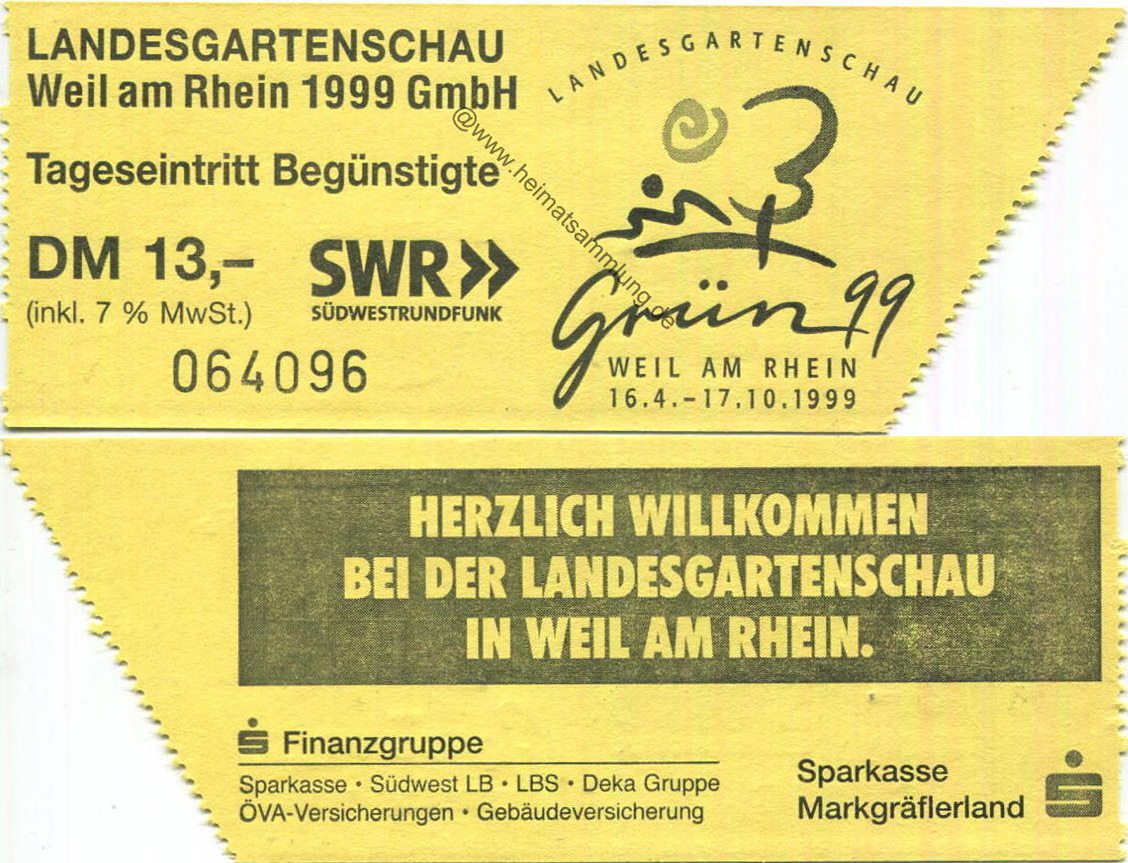 LANDESGARTENSCHAU
Weil am Rhein 1999 GmbH
Tageseintritt Begünstigte
DM 13,–
(inkl. 7 % MwSt.)
SWR
SÜDWESTRUNDFUNK
064096
LANDESGARTENSCHAU
Grün 99
WEIL AM RHEIN
16.4.–17.10.1999
@www.heimatsammlung.de
HERZLICH WILLKOMMEN
BEI DER LANDESGARTENSCHAU
IN WEIL AM RHEIN.
Finanzgruppe
Sparkasse • Südwest LB • LBS • Deka Gruppe
ÖVA-Versicherungen • Gebäudeversicherung
Sparkasse
Markgräflerland